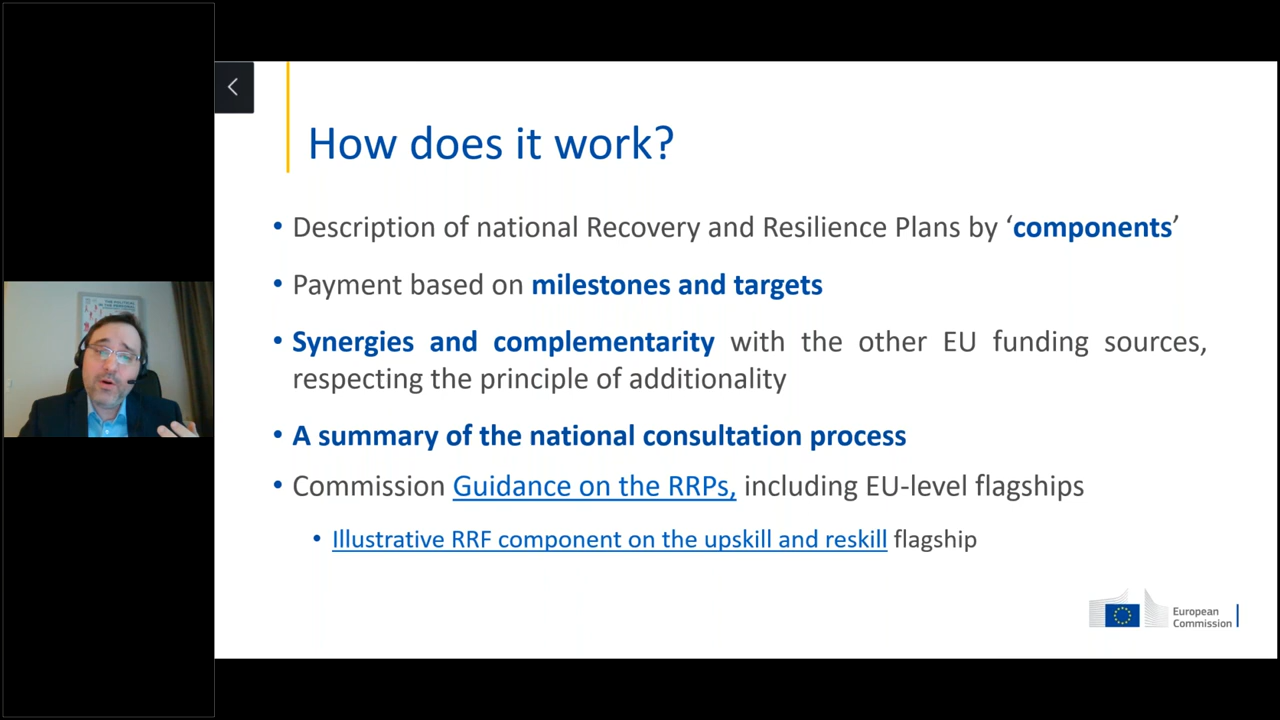 How does it work?
• Description of national Recovery and Resilience Plans by ‘components’
• Payment based on milestones and targets
• Synergies and complementarity with the other EU funding sources,
respecting the principle of additionality
• A summary of the national consultation process
• Commission Guidance on the RRPs, including EU-level flagships
• Illustrative RRF component on the upskill and reskill flagship
European
Commission